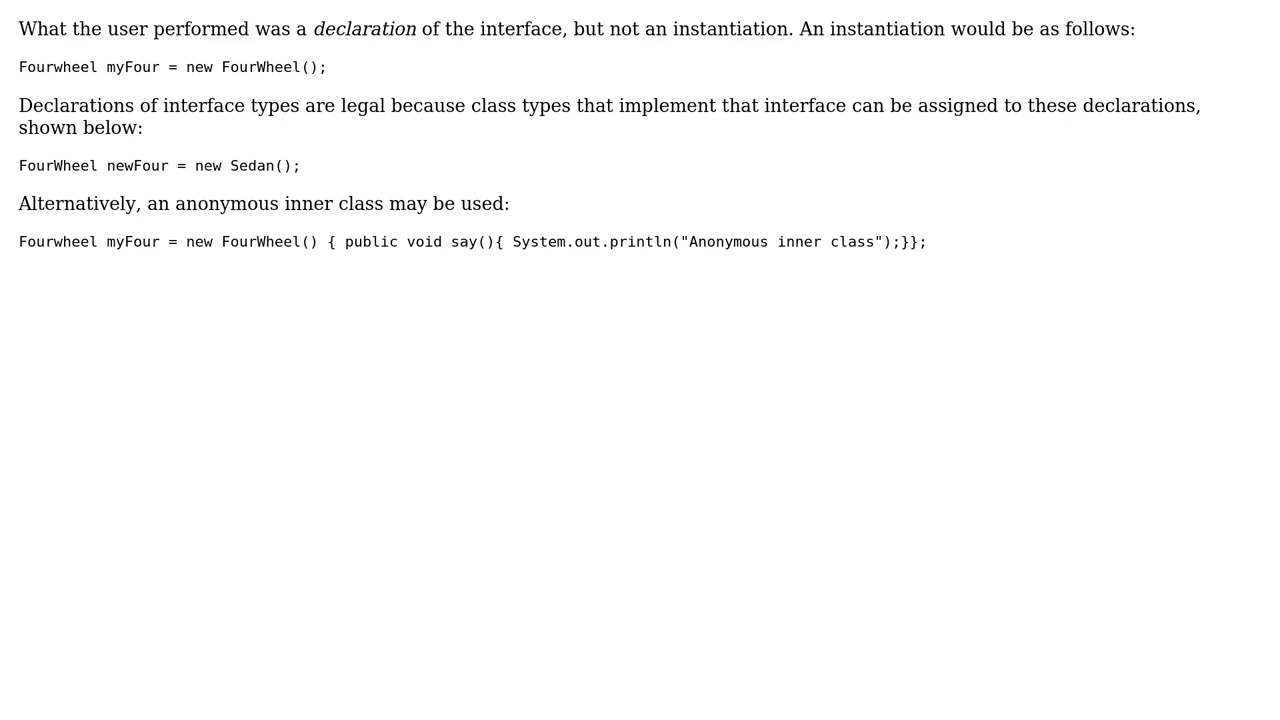 What the user performed was a declaration of the interface, but not an instantiation. An instantiation would be as follows:
Fourwheel myFour = new FourWheel();
Declarations of interface types are legal because class types that implement that interface can be assigned to these declarations,
shown below:
FourWheel newFour = new Sedan();
Alternatively, an anonymous inner class may be used:
Fourwheel myFour = new FourWheel() { public void say(){ System.out.println("Anonymous inner class");}};